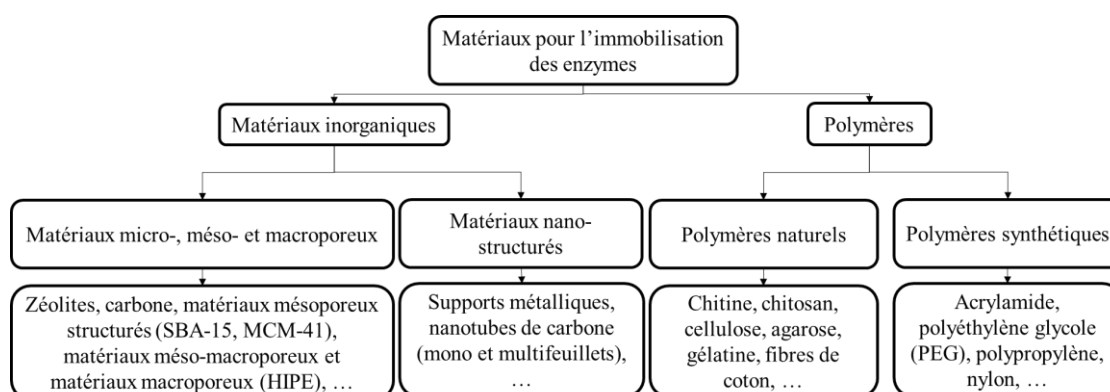 Matériaux pour l'immobilisation
des enzymes
Matériaux inorganiques
Polymères
Matériaux micro-, méso- et macroporeux
Matériaux nano-
structurés
Polymères naturels
Polymères synthétiques
Zéolites, carbone, matériaux mésoporeux
structurés (SBA-15, MCM-41),
matériaux méso-macroporeux et
matériaux macroporeux (HIPE), …
Supports métalliques,
nanotubes de carbone
(mono et multifeuillets),
…
Chitine, chitosan,
cellulose, agarose,
gélatine, fibres de
coton, …
Acrylamide,
polyéthylène glycole
(PEG), polypropylène,
nylon, …